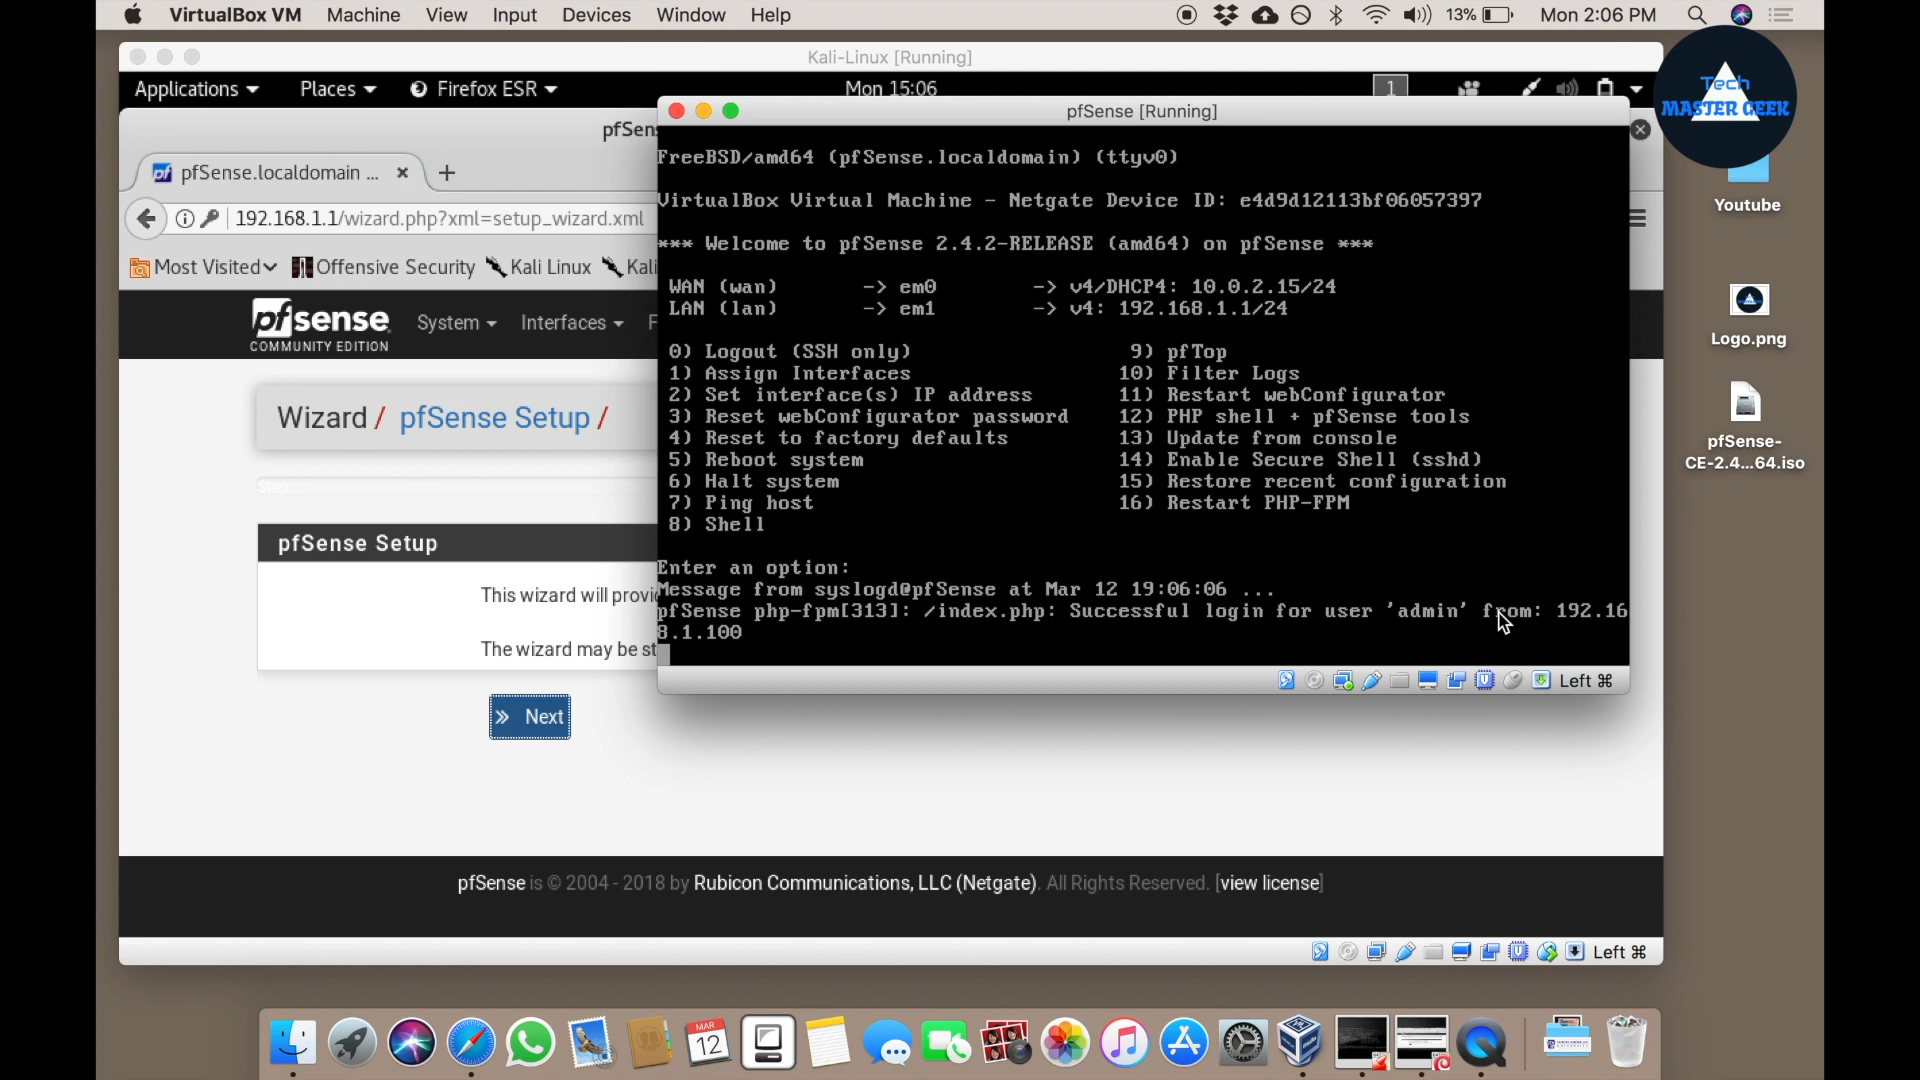 VirtualBox VM Machine View Input Devices Window Help 13% Mon 2:06 PM
Kali-Linux [Running]
Applications Places Firefox ESR Mon 15:06 1
Tech
MASTER GEEK
pfSens
pfSense [Running]
pfSense.localdomain ...
192.168.1.1/wizard.php?xml=setup_wizard.xml
Most Visited Offensive Security Kali Linux Kali
pfsense
COMMUNITY EDITION
System Interfaces F
Wizard / pfSense Setup /
Step
pfSense Setup
This wizard will provi
The wizard may be st
Next
FreeBSD/amd64 (pfSense.localdomain) (ttyv0)
VirtualBox Virtual Machine - Netgate Device ID: e4d9d12113bf06057397
*** Welcome to pfSense 2.4.2-RELEASE (amd64) on pfSense ***
WAN (wan) -> em0 -> v4/DHCP4: 10.0.2.15/24
LAN (lan) -> em1 -> v4: 192.168.1.1/24
0) Logout (SSH only) 9) pfTop
1) Assign Interfaces 10) Filter Logs
2) Set interface(s) IP address 11) Restart webConfigurator
3) Reset webConfigurator password 12) PHP shell + pfSense tools
4) Reset to factory defaults 13) Update from console
5) Reboot system 14) Enable Secure Shell (sshd)
6) Halt system 15) Restore recent configuration
7) Ping host 16) Restart PHP-FPM
8) Shell
Enter an option:
Message from syslogd@pfSense at Mar 12 19:06:06 ...
pfSense php-fpm[313]: /index.php: Successful login for user 'admin' from: 192.16
8.1.100
Left ⌘
Youtube
Logo.png
pfSense-
CE-2.4...64.iso
pfSense is © 2004 - 2018 by Rubicon Communications, LLC (Netgate). All Rights Reserved. [view license]
Left ⌘
MAR
12